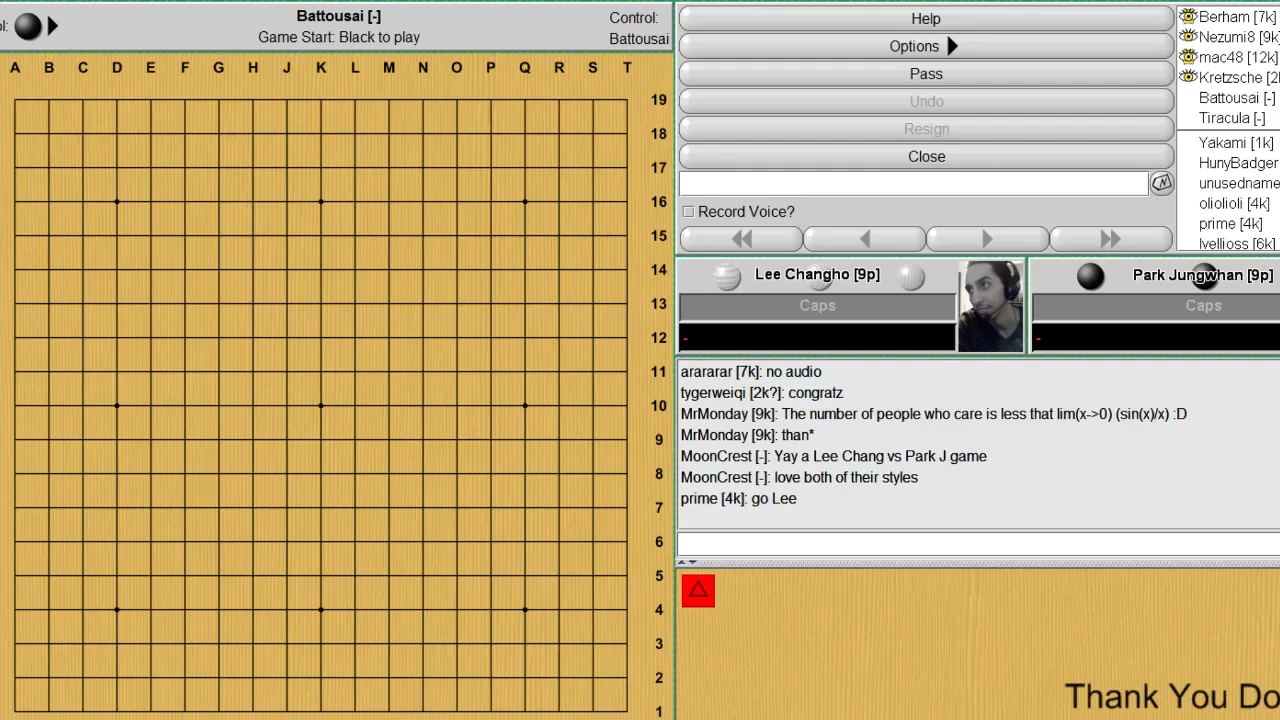 ol:
Battousai [-]
Game Start: Black to play
Control:
Battousai
A B C D E F G H J K L M N O P Q R S T
19
18
17
16
15
14
13
12
11
10
9
8
7
6
5
4
3
2
1
Help
Options
Pass
Undo
Resign
Close
Record Voice?
Berham [7k]
Nezumi8 [9k]
mac48 [12k]
Kretzsche [2k
Battousai [-]
Tiracula [-]
Yakami [1k]
HunyBadger
unusedname
olioIioli [4k]
prime [4k]
lvellioss [6k]
Lee Changho [9p]
Caps
-
Park Jungwhan [9p]
Caps
-
arararar [7k]: no audio
tygerweiqi [2k?]: congratz
MrMonday [9k]: The number of people who care is less that lim(x->0) (sin(x)/x) :D
MrMonday [9k]: than*
MoonCrest [-]: Yay a Lee Chang vs Park J game
MoonCrest [-]: love both of their styles
prime [4k]: go Lee
Thank You Do